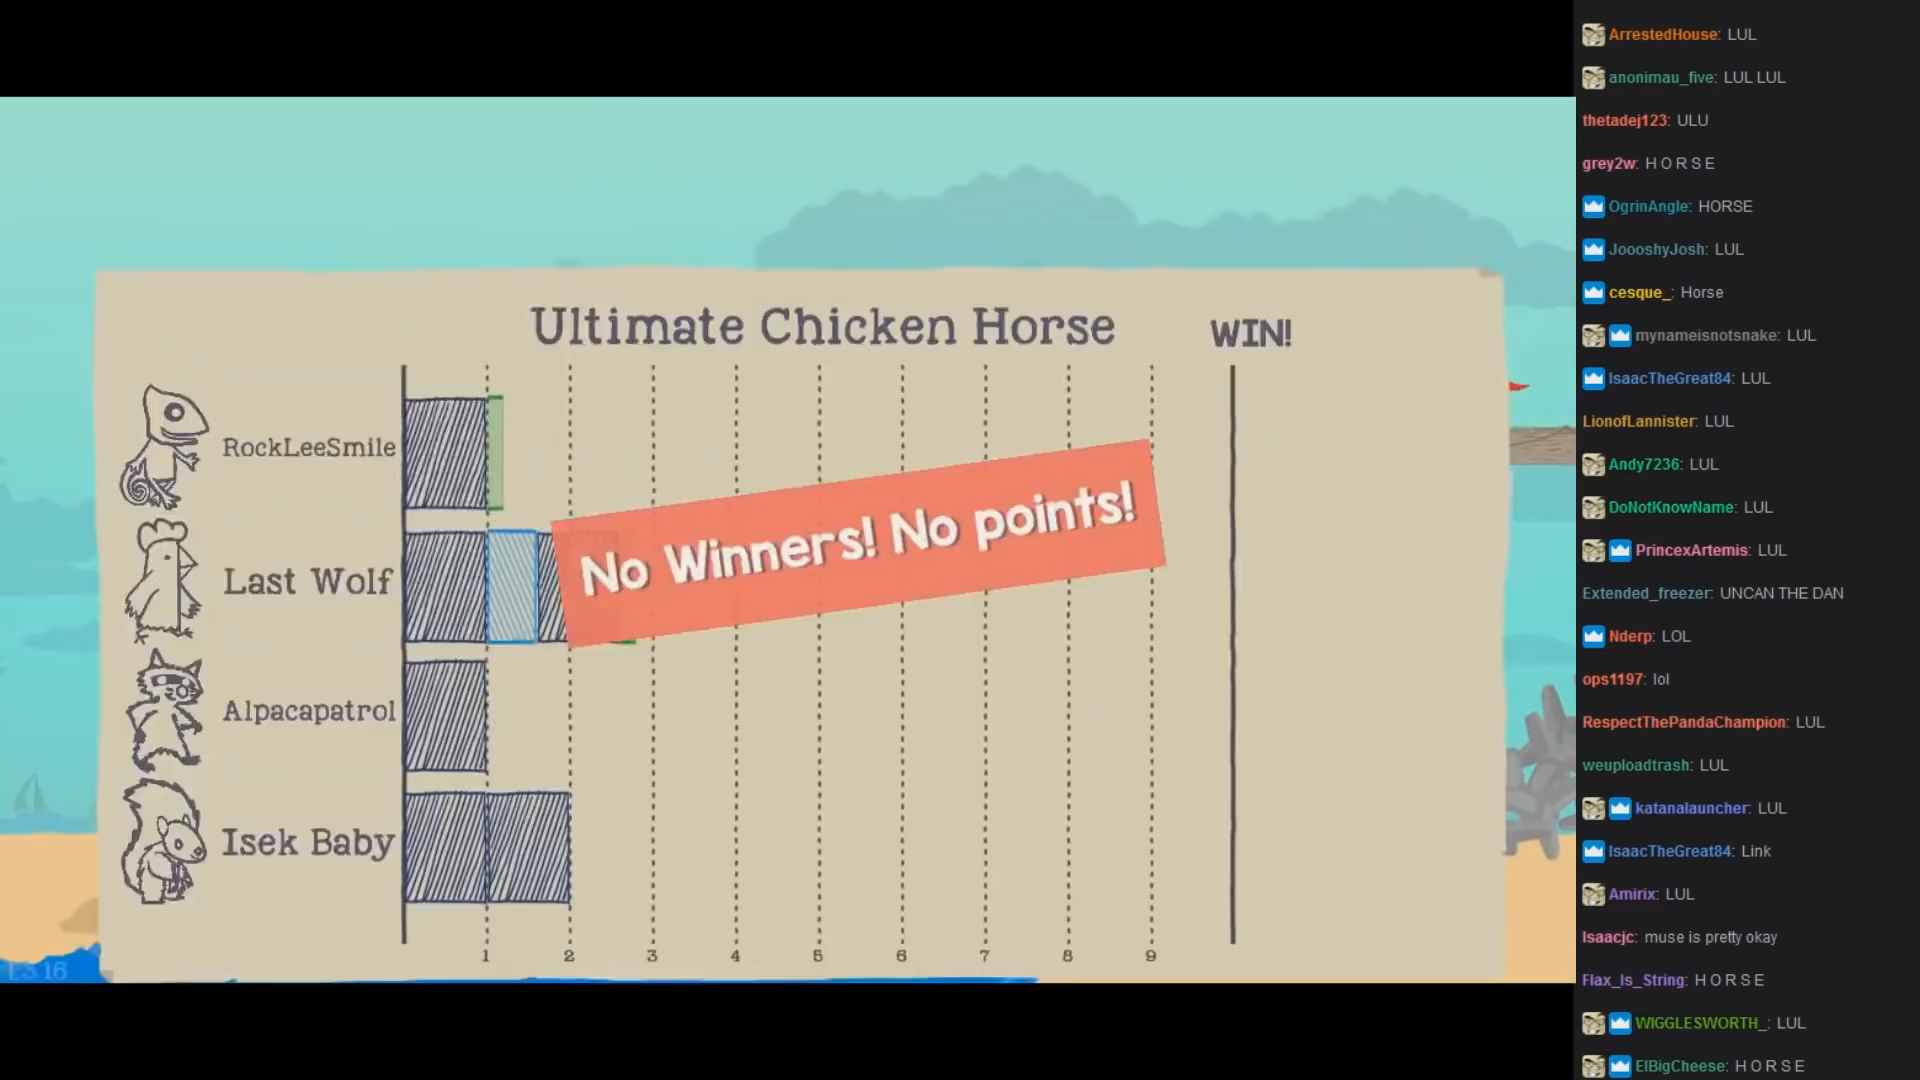 Ultimate Chicken Horse
WIN!
RockLeeSmile
Last Wolf
Alpacapatrol
Isek Baby
No Winners! No points!
1 2 3 4 5 6 7 8 9
ArrestedHouse: LUL
anonimau_five: LUL LUL
thetadej123: ULU
grey2w: H O R S E
OgrinAngle: HORSE
JoooshyJosh: LUL
cesque_: Horse
mynameisnotsnake: LUL
IsaacTheGreat84: LUL
LionofLannister: LUL
Andy7236: LUL
DoNotKnowName: LUL
PrincexArtemis: LUL
Extended_freezer: UNCAN THE DAN
Nderp: LOL
ops1197: lol
RespectThePandaChampion: LUL
weuploadtrash: LUL
katanalauncher: LUL
IsaacTheGreat84: Link
Amirix: LUL
Isaacjc: muse is pretty okay
Flax_Is_String: H O R S E
WIGGLESWORTH_: LUL
ElBigCheese: H O R S E